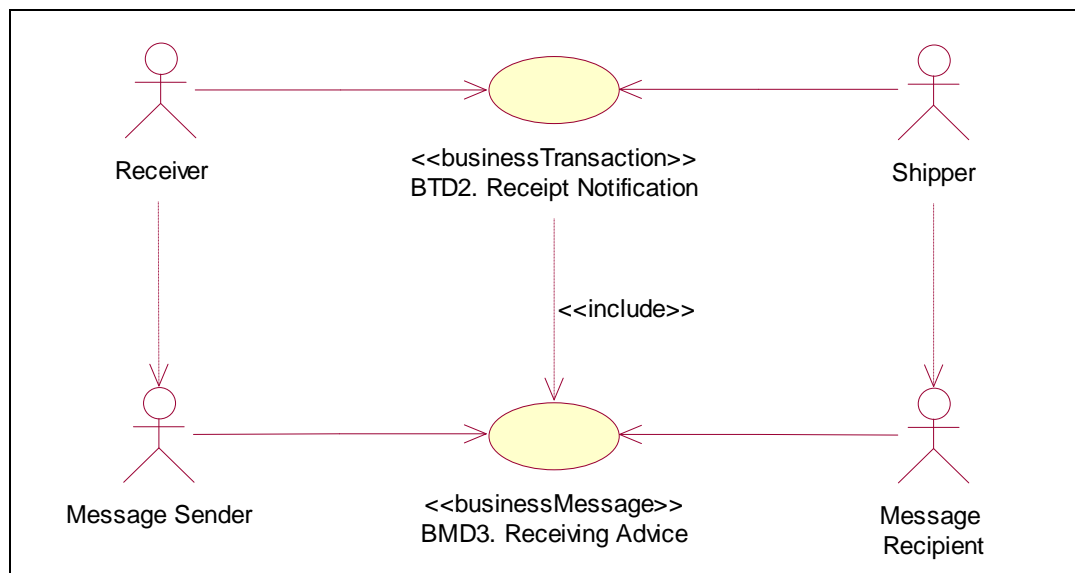 Receiver
<<businessTransaction>>
BTD2. Receipt Notification
Shipper
<<include>>
Message Sender
<<businessMessage>>
BMD3. Receiving Advice
Message
Recipient